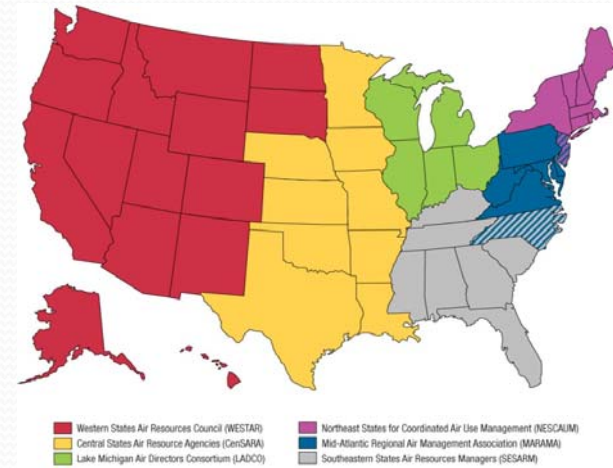 Western States Air Resources Council (WESTAR)
Central States Air Resource Agencies (CenSARA)
Lake Michigan Air Directors Consortium (LADCO)
Northeast States for Coordinated Air Use Management (NESCAUM)
Mid-Atlantic Regional Air Management Association (MARAMA)
Southeastern States Air Resources Managers (SESARM)